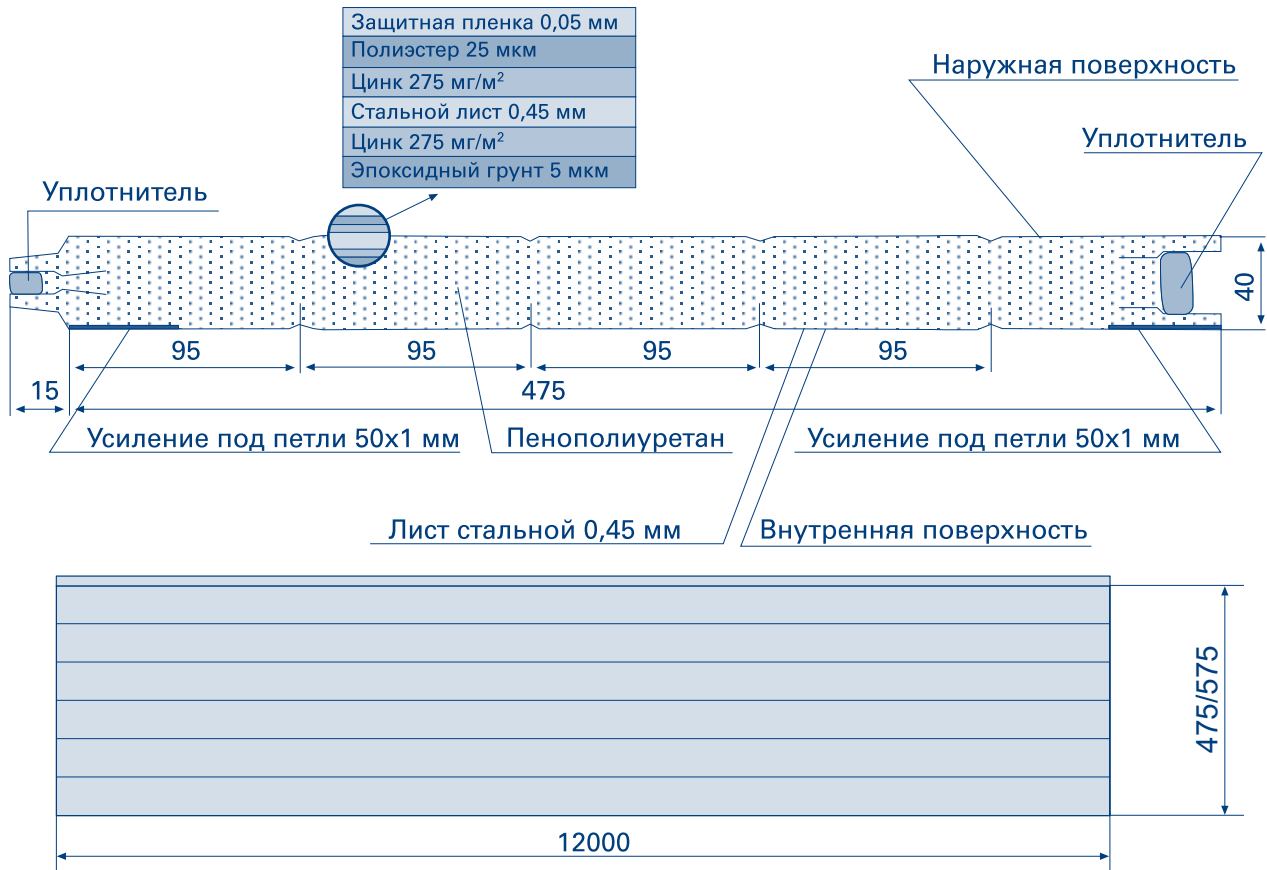 Защитная пленка 0,05 мм
Полиэстер 25 мкм
Цинк 275 мг/м²
Стальной лист 0,45 мм
Цинк 275 мг/м²
Эпоксидный грунт 5 мкм
Наружная поверхность
Уплотнитель
Уплотнитель
40
95
95
95
95
15
475
Усиление под петли 50х1 мм
Пенополиуретан
Усиление под петли 50х1 мм
Лист стальной 0,45 мм
Внутренняя поверхность
475/575
12000